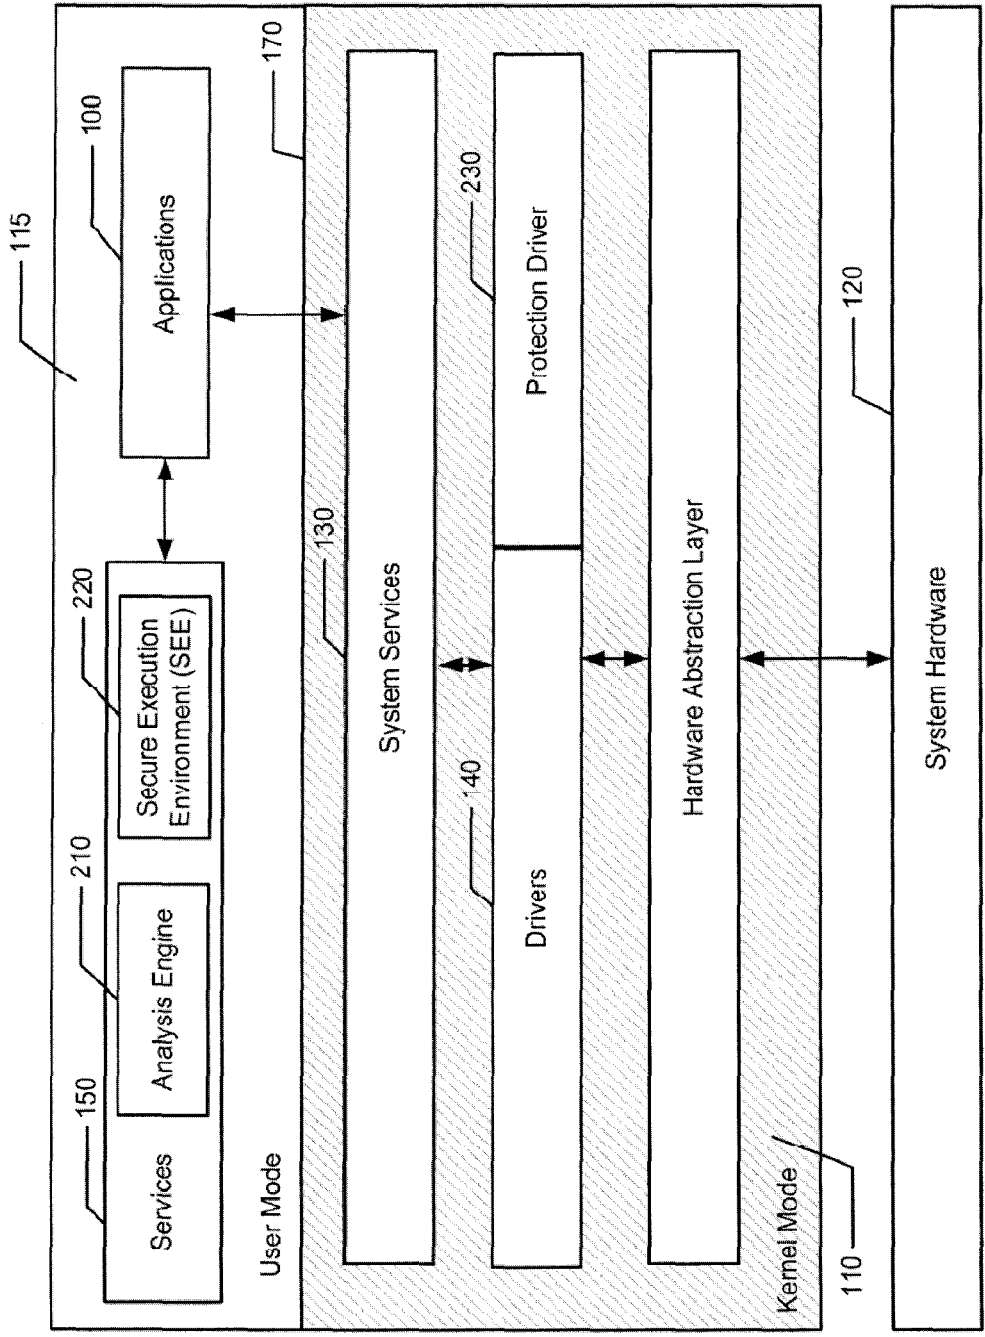 115
100
Applications
170
150
Services
210
Analysis Engine
220
Secure Execution
Environment (SEE)
User Mode
130
System Services
140
Drivers
230
Protection Driver
Hardware Abstraction Layer
Kernel Mode
110
120
System Hardware